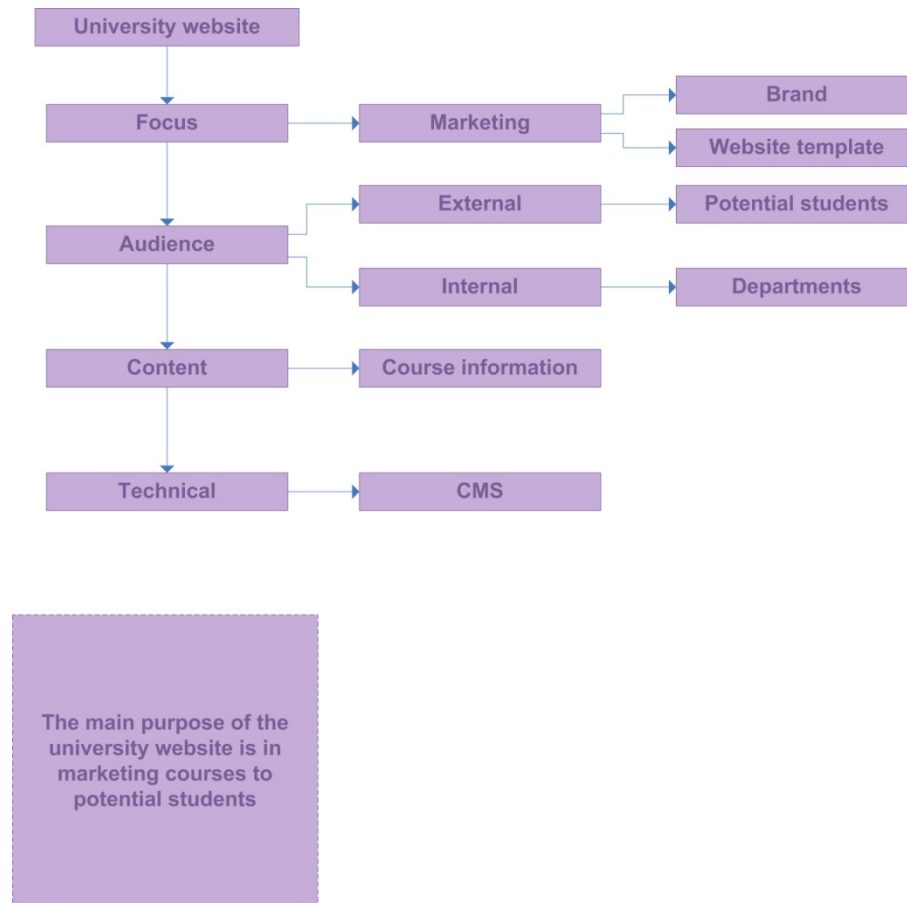 University website
Focus
Marketing
Brand
Website template
Audience
External
Potential students
Internal
Departments
Content
Course information
Technical
CMS
The main purpose of the
university website is in
marketing courses to
potential students